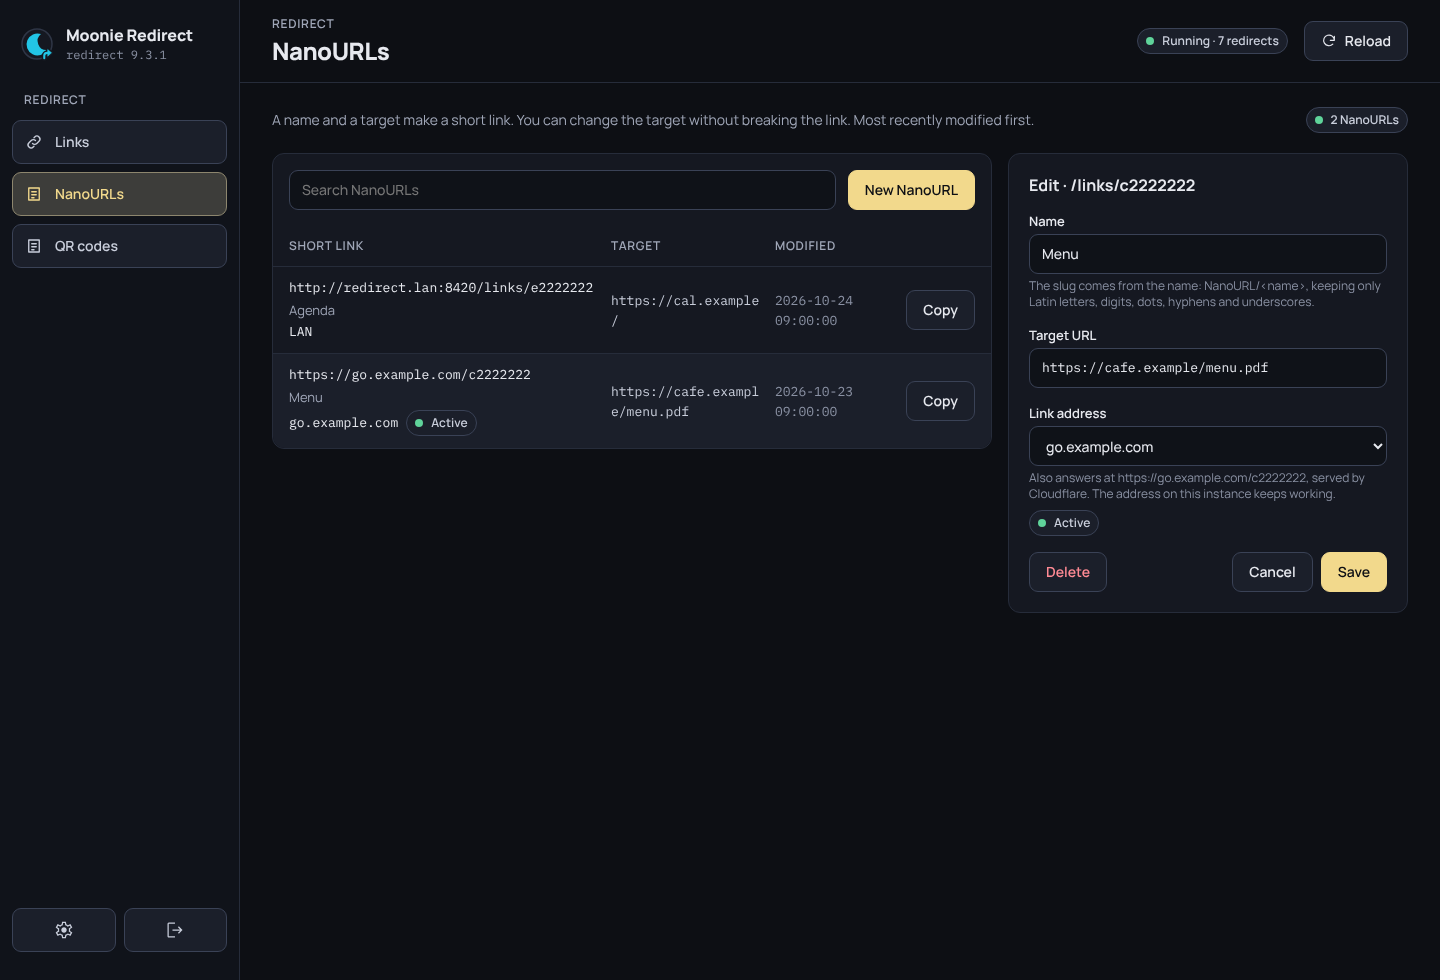 Moonie Redirect
redirect 9.3.1
REDIRECT
Links
NanoURLs
QR codes
REDIRECT
NanoURLs
Running · 7 redirects
Reload
A name and a target make a short link. You can change the target without breaking the link. Most recently modified first.
2 NanoURLs
Search NanoURLs
New NanoURL
SHORT LINK TARGET MODIFIED
http://redirect.lan:8420/links/e2222222
Agenda
LAN
https://cal.example
/
2026-10-24
09:00:00
Copy
https://go.example.com/c2222222
Menu
go.example.com Active
https://cafe.exampl
e/menu.pdf
2026-10-23
09:00:00
Copy
Edit · /links/c2222222
Name
Menu
The slug comes from the name: NanoURL/<name>, keeping only
Latin letters, digits, dots, hyphens and underscores.
Target URL
https://cafe.example/menu.pdf
Link address
go.example.com
Also answers at https://go.example.com/c2222222, served by
Cloudflare. The address on this instance keeps working.
Active
Delete
Cancel
Save